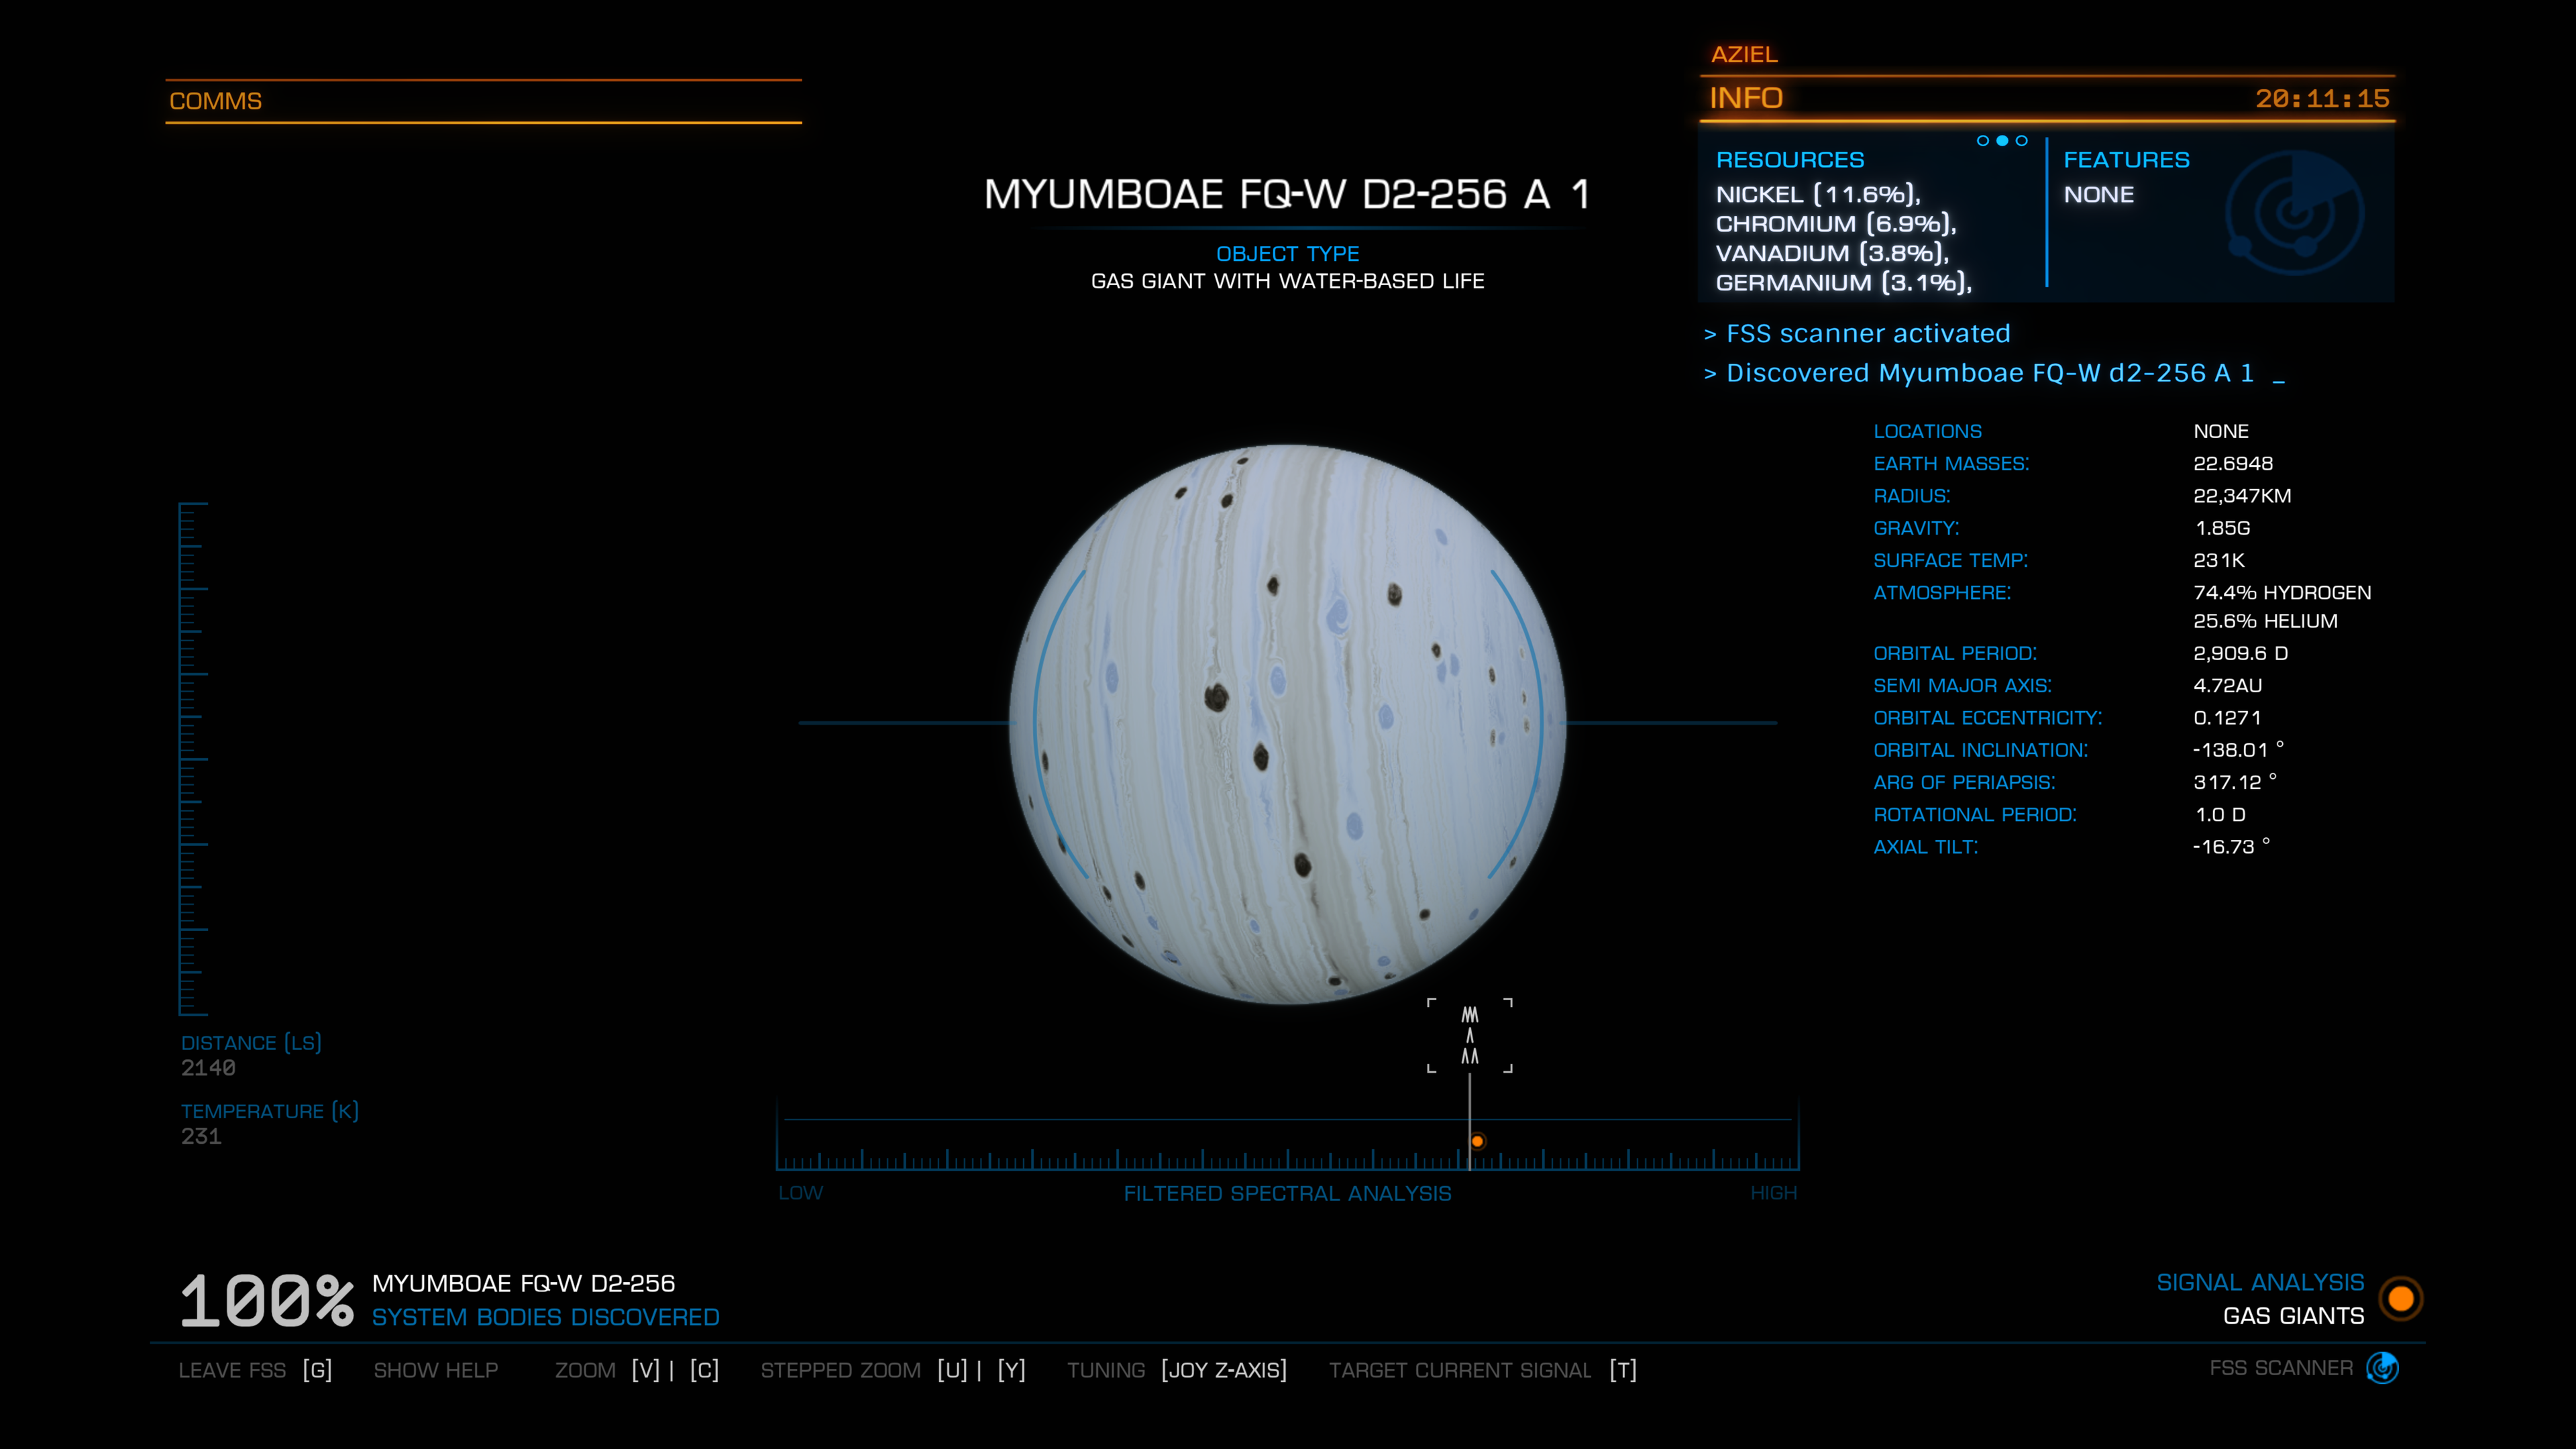 COMMS
AZIEL
INFO 20:11:15
MYUMBOAE FQ-W D2-256 A 1
OBJECT TYPE
GAS GIANT WITH WATER-BASED LIFE
RESOURCES
NICKEL (11.6%),
CHROMIUM (6.9%),
VANADIUM (3.8%),
GERMANIUM (3.1%),
FEATURES
NONE
> FSS scanner activated
> Discovered Myumboae FQ-W d2-256 A 1 _
LOCATIONS NONE
EARTH MASSES: 22.6948
RADIUS: 22,347KM
GRAVITY: 1.85G
SURFACE TEMP: 231K
ATMOSPHERE: 74.4% HYDROGEN
25.6% HELIUM
ORBITAL PERIOD: 2,909.6 D
SEMI MAJOR AXIS: 4.72AU
ORBITAL ECCENTRICITY: 0.1271
ORBITAL INCLINATION: -138.01 °
ARG OF PERIAPSIS: 317.12 °
ROTATIONAL PERIOD: 1.0 D
AXIAL TILT: -16.73 °
DISTANCE (LS)
2140
TEMPERATURE (K)
231
LOW FILTERED SPECTRAL ANALYSIS HIGH
100% MYUMBOAE FQ-W D2-256
SYSTEM BODIES DISCOVERED
SIGNAL ANALYSIS
GAS GIANTS
LEAVE FSS [G] SHOW HELP ZOOM [V] | [C] STEPPED ZOOM [U] | [Y] TUNING [JOY Z-AXIS] TARGET CURRENT SIGNAL [T] FSS SCANNER